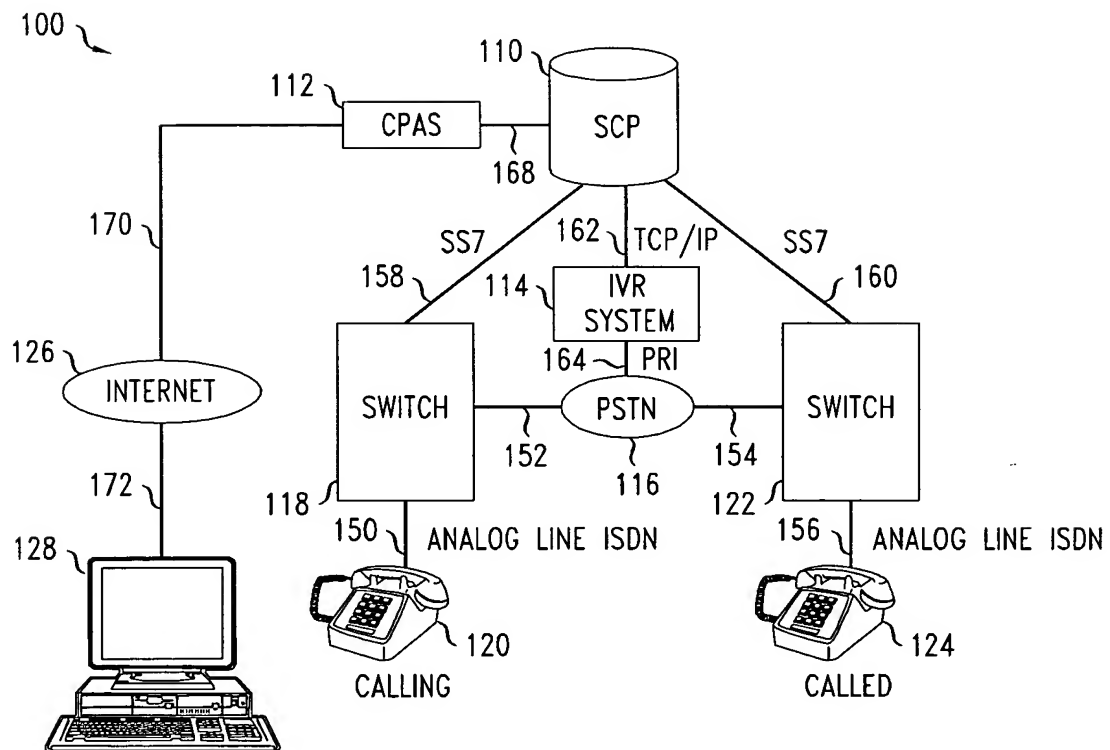 100
110
112
CPAS
SCP
168
170
SS7
162
TCP/IP
SS7
158
114
IVR
SYSTEM
160
126
INTERNET
164
PRI
SWITCH
PSTN
SWITCH
152
154
116
172
118
122
150
ANALOG LINE ISDN
156
ANALOG LINE ISDN
128
120
124
CALLING
CALLED